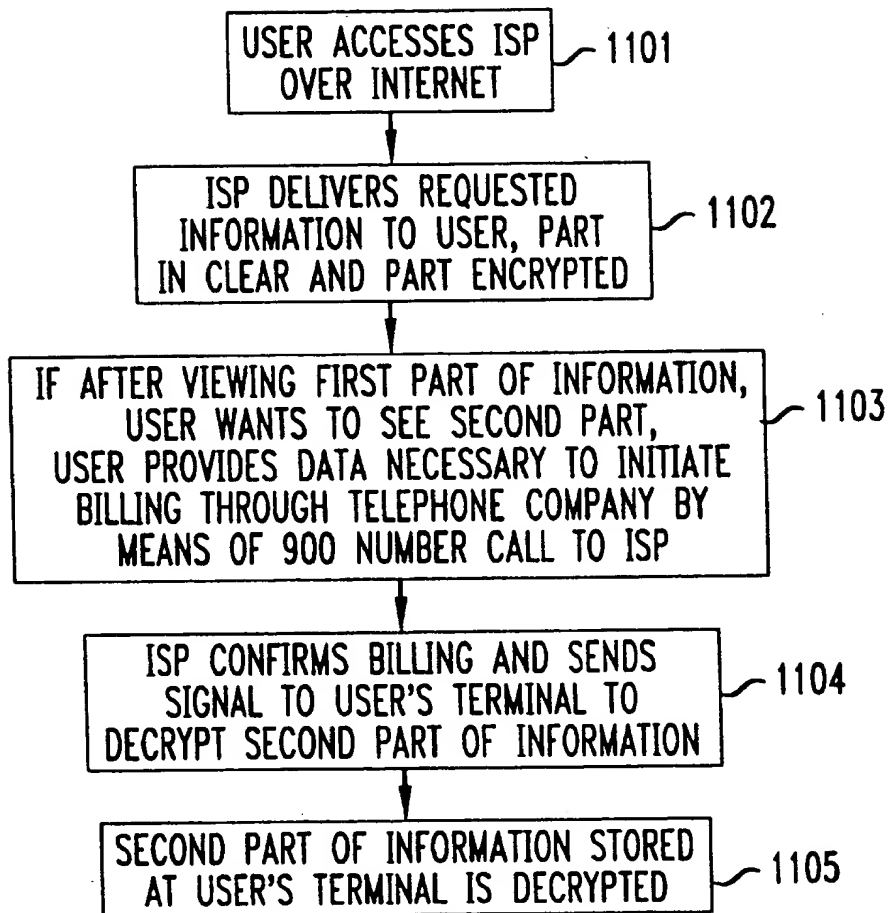 USER ACCESSES ISP
OVER INTERNET
1101
ISP DELIVERS REQUESTED
INFORMATION TO USER, PART
IN CLEAR AND PART ENCRYPTED
1102
IF AFTER VIEWING FIRST PART OF INFORMATION,
USER WANTS TO SEE SECOND PART,
USER PROVIDES DATA NECESSARY TO INITIATE
BILLING THROUGH TELEPHONE COMPANY BY
MEANS OF 900 NUMBER CALL TO ISP
1103
ISP CONFIRMS BILLING AND SENDS
SIGNAL TO USER'S TERMINAL TO
DECRYPT SECOND PART OF INFORMATION
1104
SECOND PART OF INFORMATION STORED
AT USER'S TERMINAL IS DECRYPTED
1105